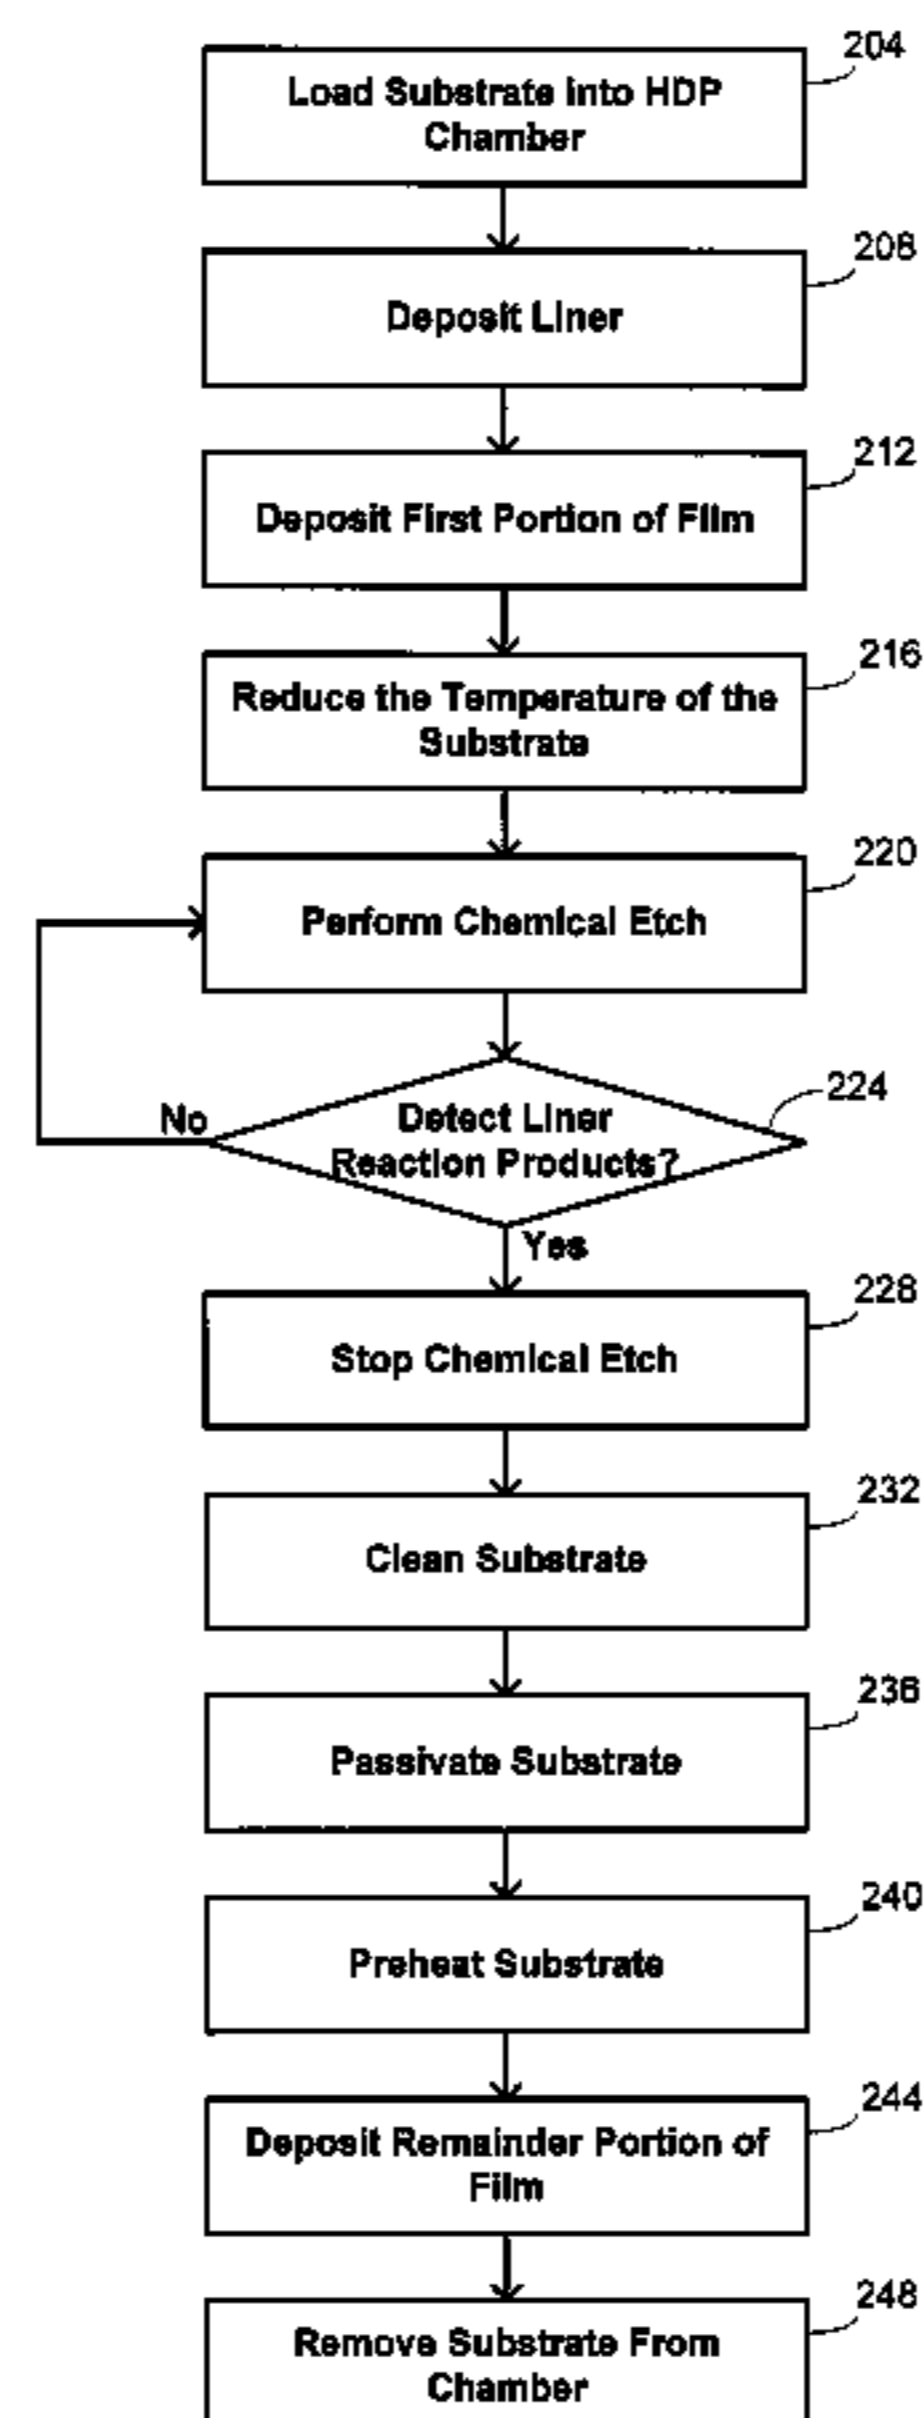 204
Load Substrate into HDP
Chamber
208
Deposit Liner
212
Deposit First Portion of Film
216
Reduce the Temperature of the
Substrate
220
Perform Chemical Etch
224
Detect Liner
Reaction Products?
No
Yes
228
Stop Chemical Etch
232
Clean Substrate
236
Passivate Substrate
240
Preheat Substrate
244
Deposit Remainder Portion of
Film
248
Remove Substrate From
Chamber